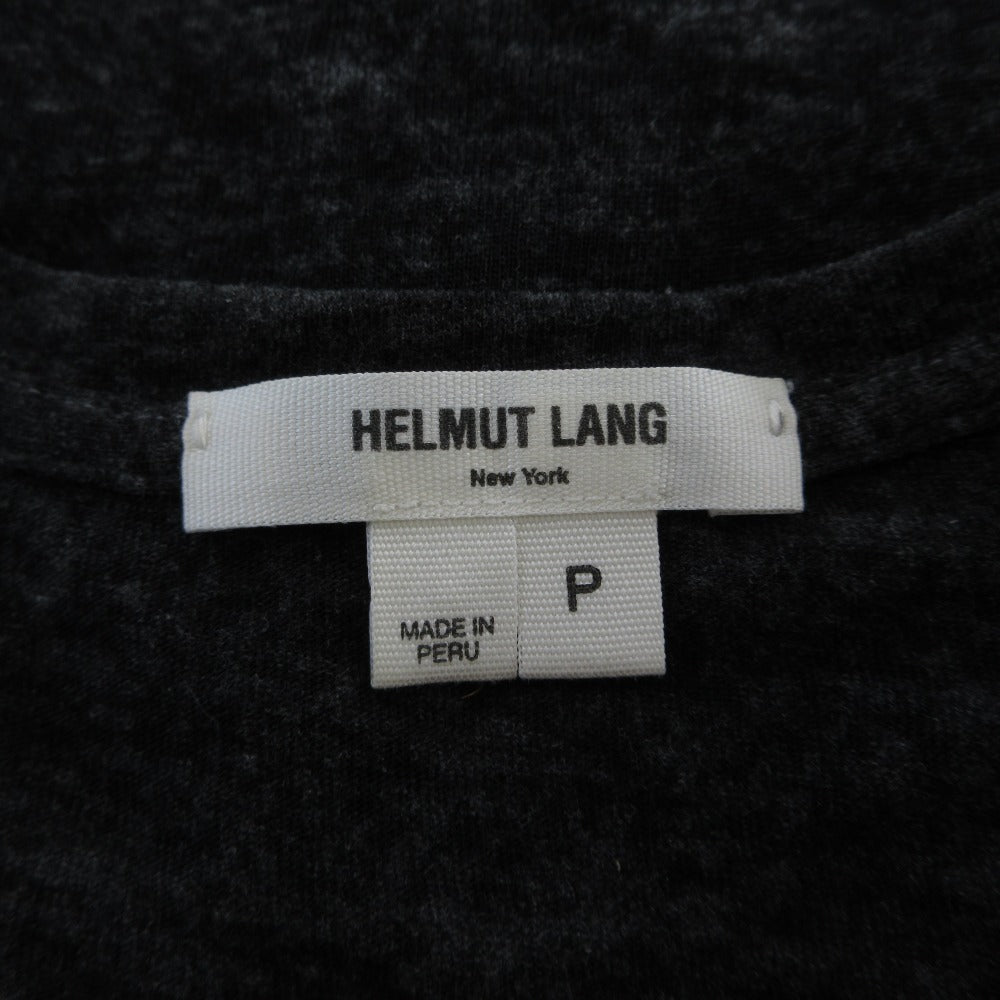 HELMUT LANG
New York
MADE IN
PERU
P